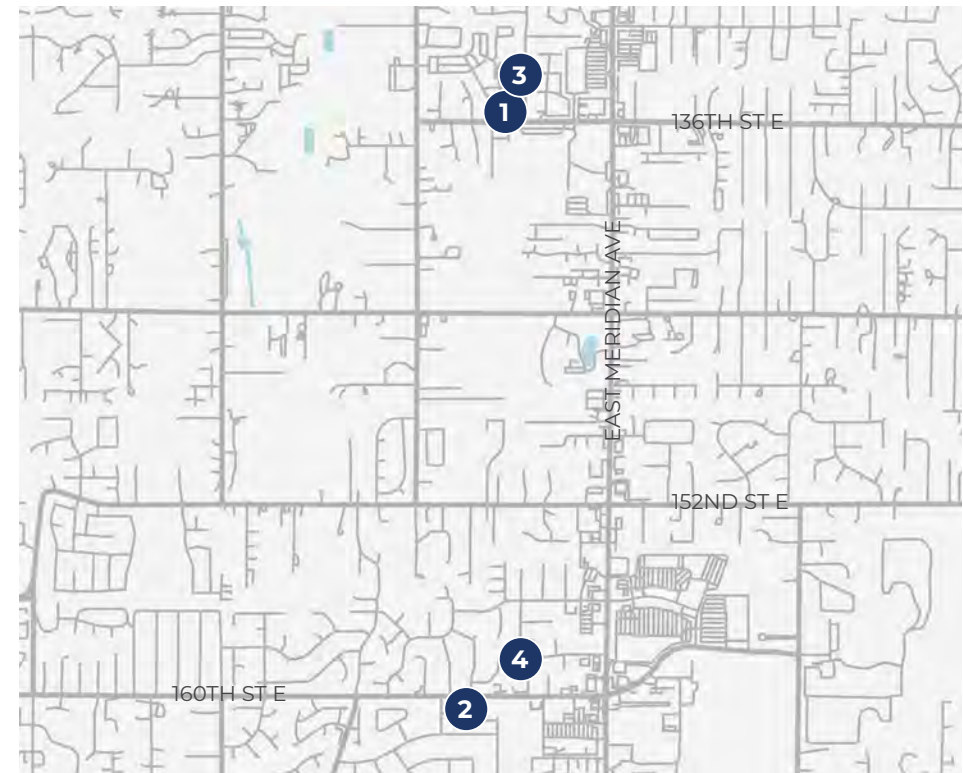 3
1
136TH ST E
EAST MERIDIAN AVE
152ND ST E
4
160TH ST E
2